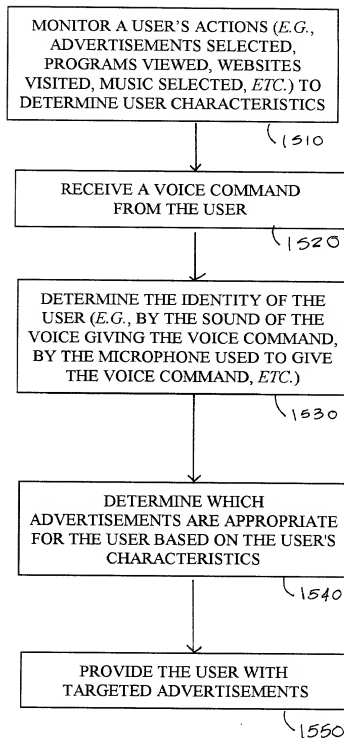 MONITOR A USER'S ACTIONS (E.G.,
ADVERTISEMENTS SELECTED,
PROGRAMS VIEWED, WEBSITES
VISITED, MUSIC SELECTED, ETC.) TO
DETERMINE USER CHARACTERISTICS
1510
RECEIVE A VOICE COMMAND
FROM THE USER
1520
DETERMINE THE IDENTITY OF THE
USER (E.G., BY THE SOUND OF THE
VOICE GIVING THE VOICE COMMAND,
BY THE MICROPHONE USED TO GIVE
THE VOICE COMMAND, ETC.)
1530
DETERMINE WHICH
ADVERTISEMENTS ARE APPROPRIATE
FOR THE USER BASED ON THE USER'S
CHARACTERISTICS
1540
PROVIDE THE USER WITH
TARGETED ADVERTISEMENTS
1550